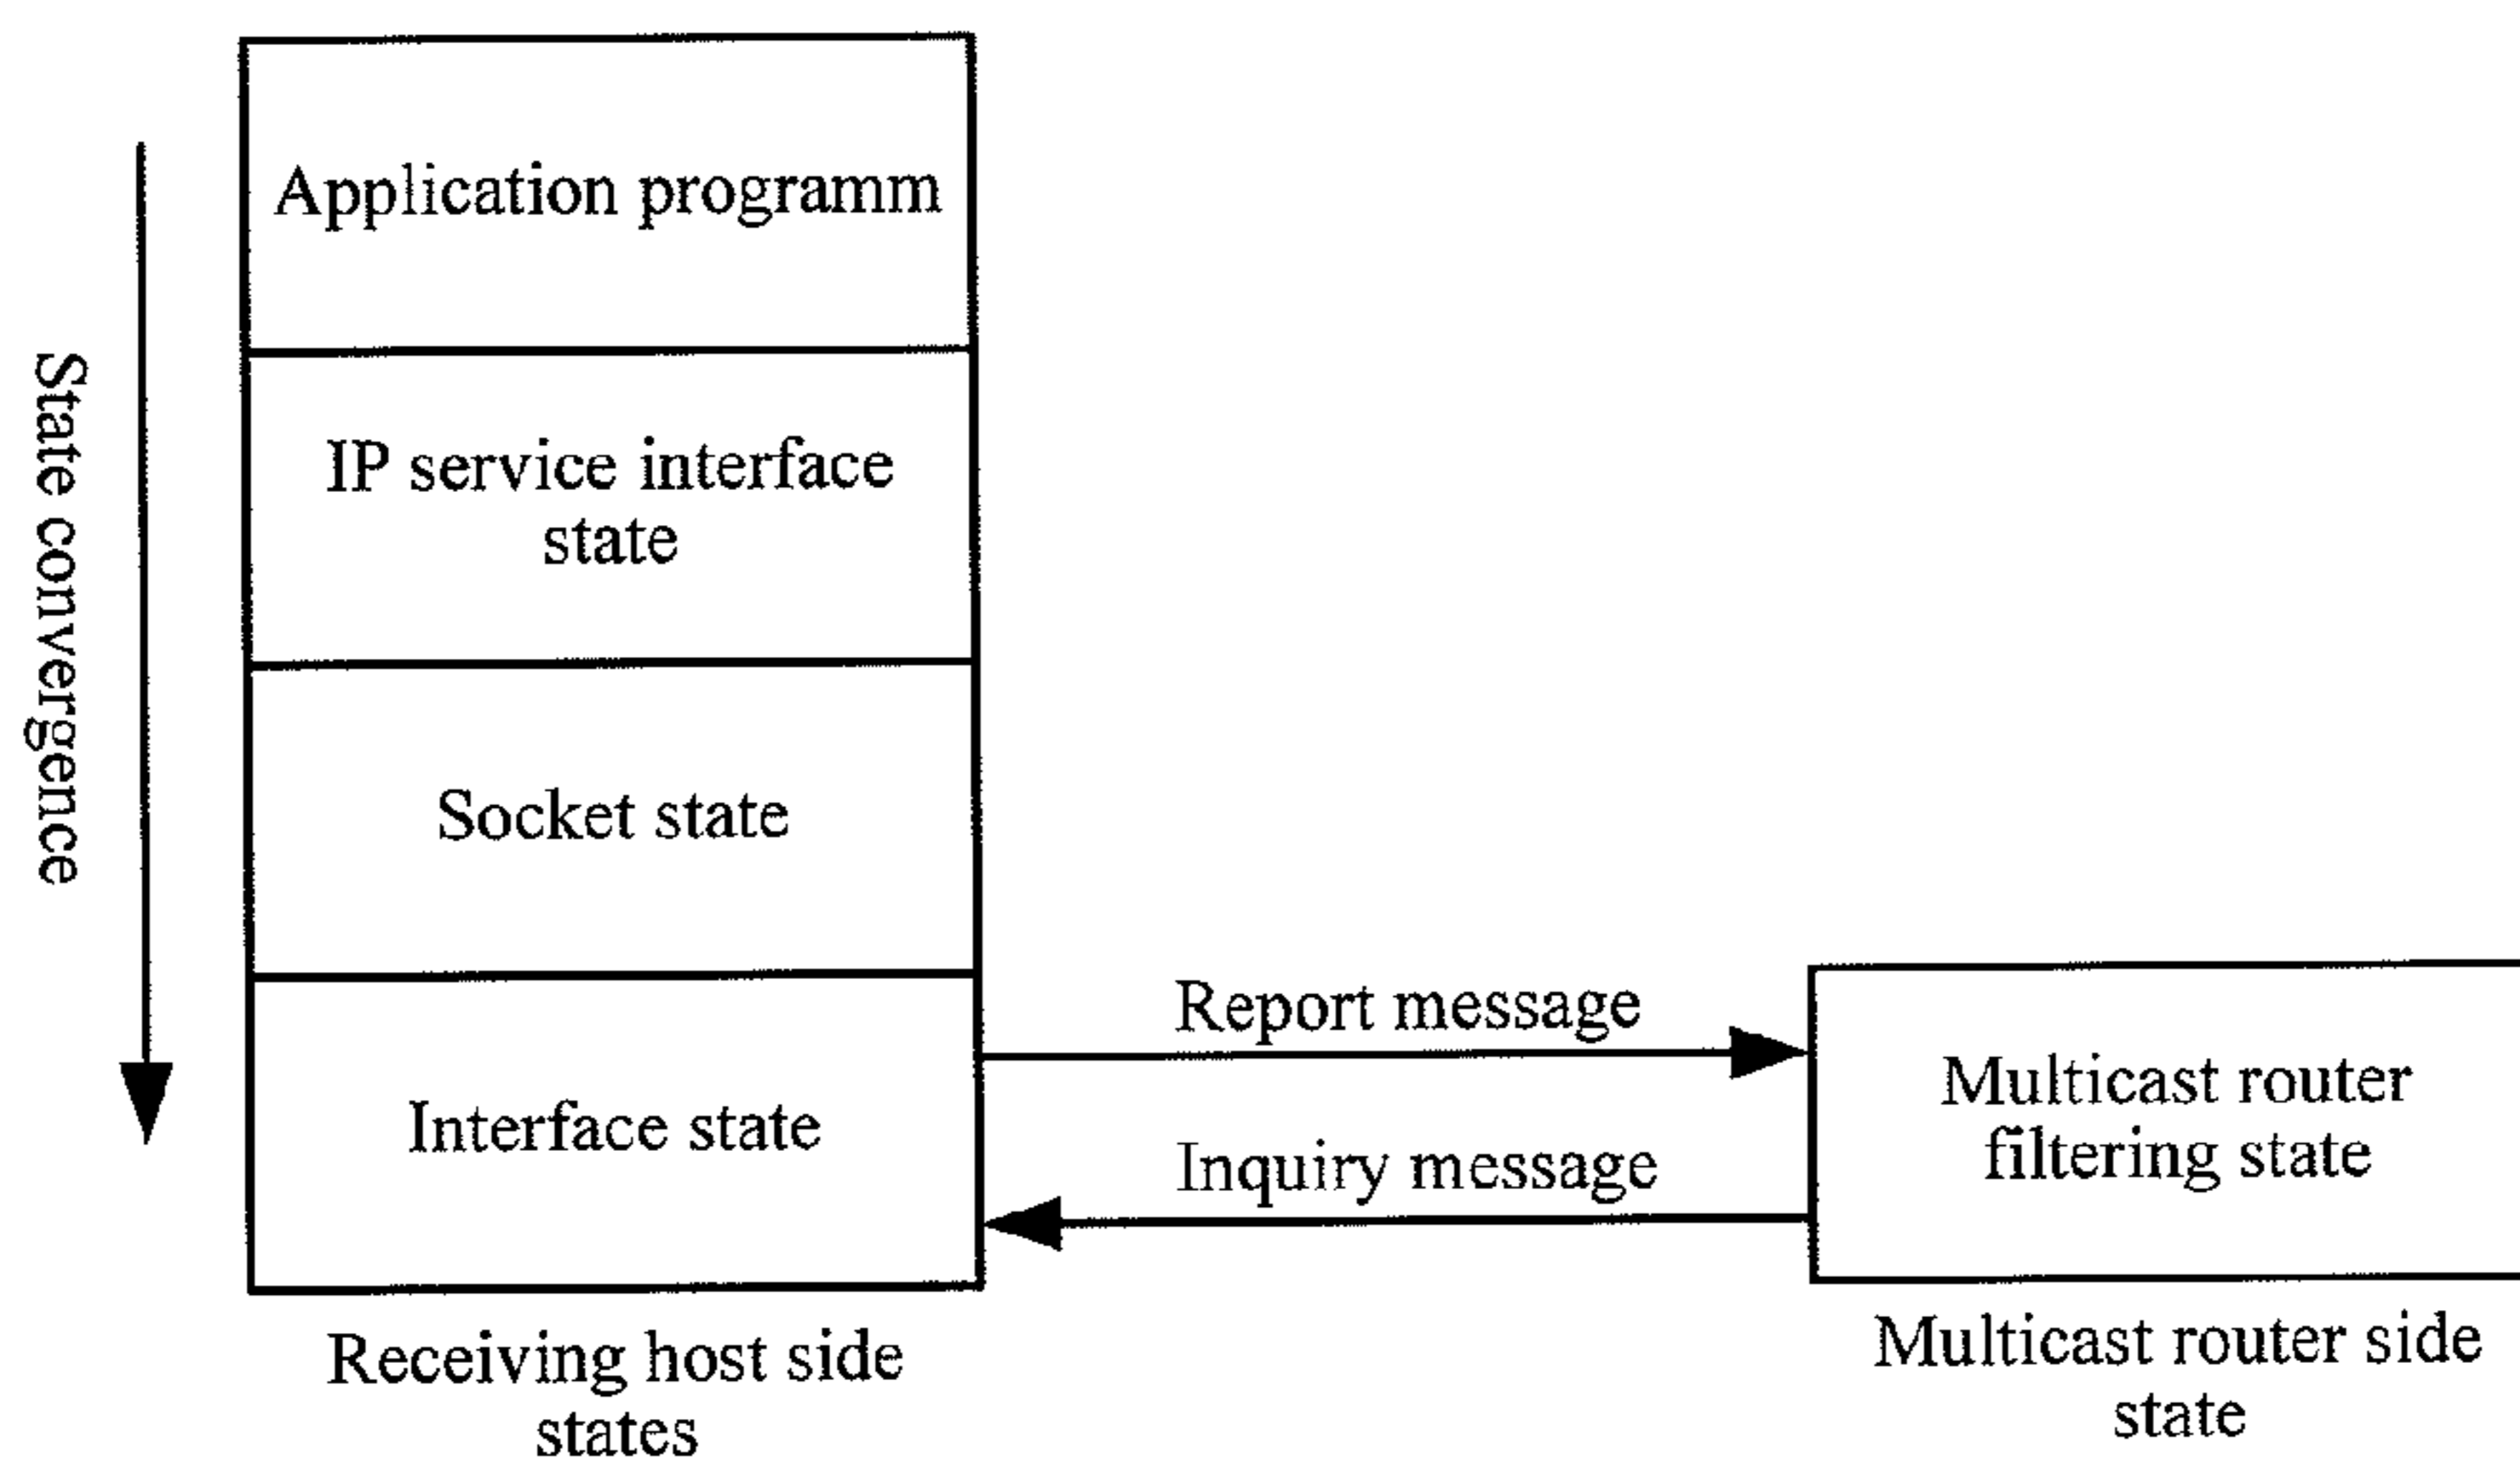 State convergence
Application programm
IP service interface
state
Socket state
Interface state
Report message
Inquiry message
Multicast router
filtering state
Receiving host side
states
Multicast router side
state